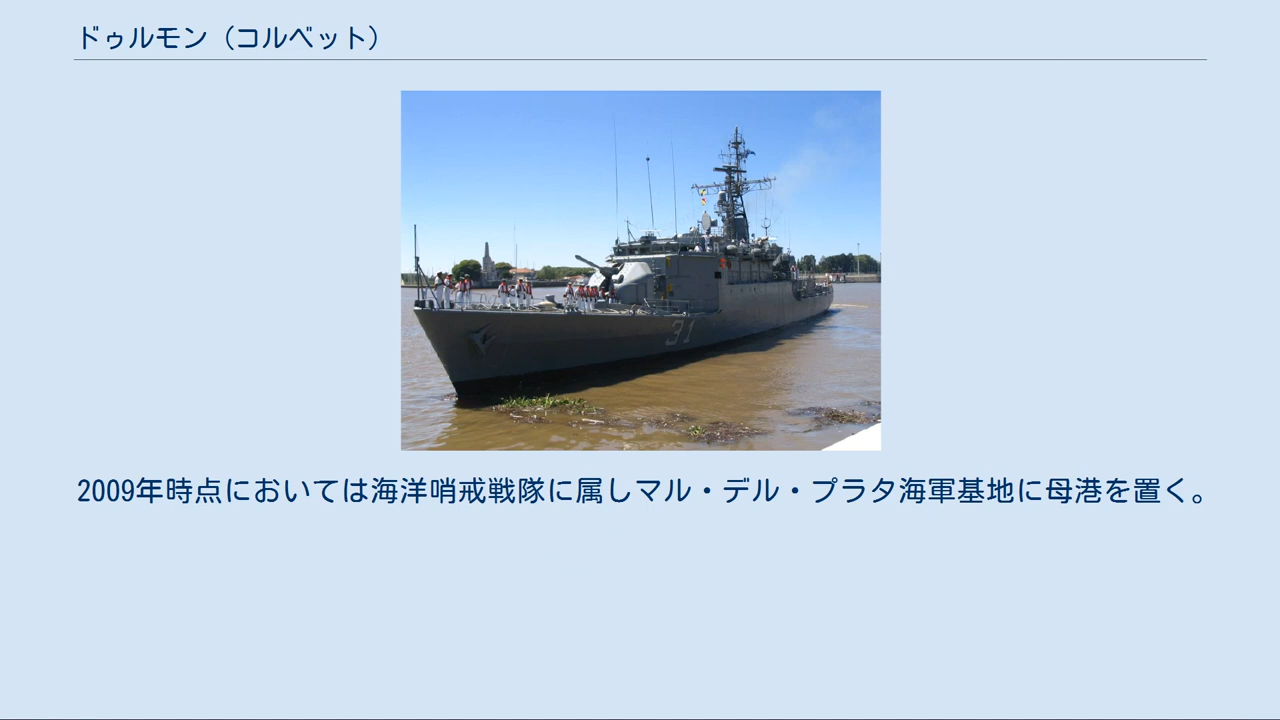 ドゥルモン（コルベット）
31
2009年時点においては海洋哨戒戦隊に属しマル・デル・プラタ海軍基地に母港を置く。